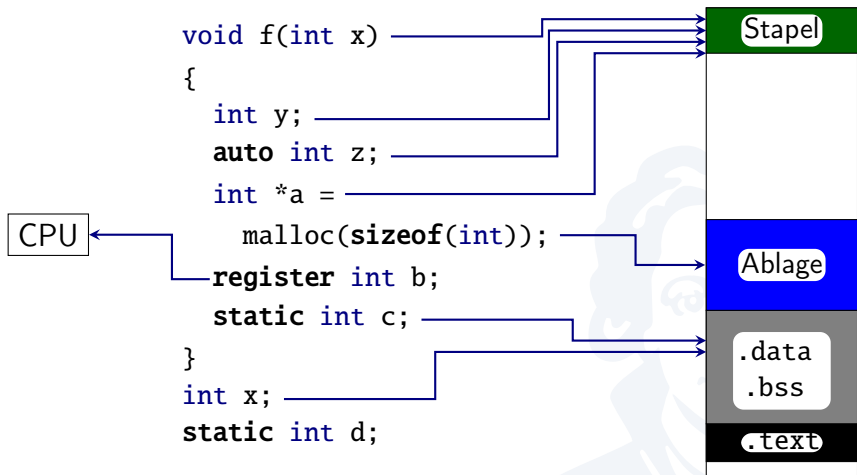 void f(int x)
{
int y;
auto int z;
int *a =
malloc(sizeof(int));
register int b;
static int c;
}
int x;
static int d;
CPU
Stapel
Ablage
.data
.bss
.text